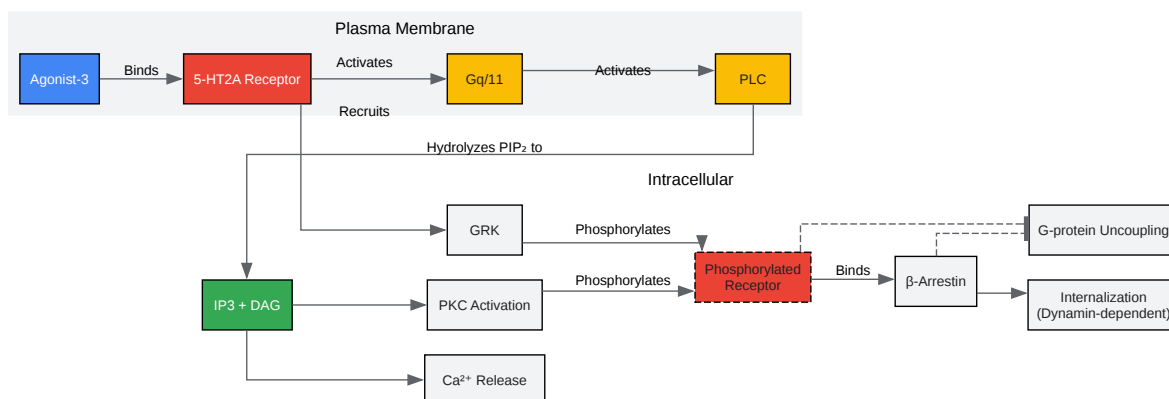 Plasma Membrane
Agonist-3
Binds
5-HT2A Receptor
Activates
Gq/11
Activates
PLC
Recruits
Hydrolyzes PIP₂ to
Intracellular
GRK
Phosphorylates
G-protein Uncoupling
Phosphorylated
Receptor
Binds
β-Arrestin
IP3 + DAG
PKC Activation
Phosphorylates
Internalization
(Dynamin-dependent)
Ca²⁺ Release